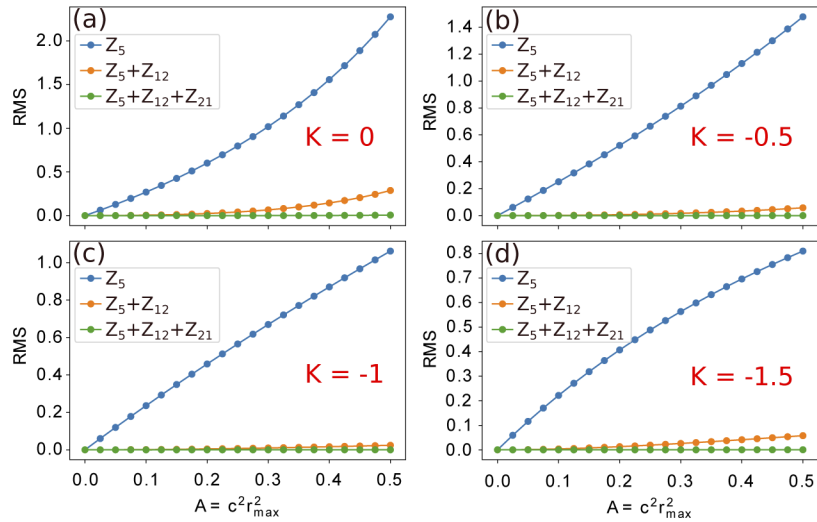 (a)
Z₅
Z₅+Z₁₂
Z₅+Z₁₂+Z₂₁
K = 0
RMS
2.0
1.5
1.0
0.5
0.0
(b)
Z₅
Z₅+Z₁₂
Z₅+Z₁₂+Z₂₁
K = -0.5
RMS
1.4
1.2
1.0
0.8
0.6
0.4
0.2
0.0
(c)
Z₅
Z₅+Z₁₂
Z₅+Z₁₂+Z₂₁
K = -1
RMS
1.0
0.8
0.6
0.4
0.2
0.0
0.0 0.1 0.2 0.3 0.4 0.5
A = c²r²max
(d)
Z₅
Z₅+Z₁₂
Z₅+Z₁₂+Z₂₁
K = -1.5
RMS
0.8
0.7
0.6
0.5
0.4
0.3
0.2
0.1
0.0
0.0 0.1 0.2 0.3 0.4 0.5
A = c²r²max